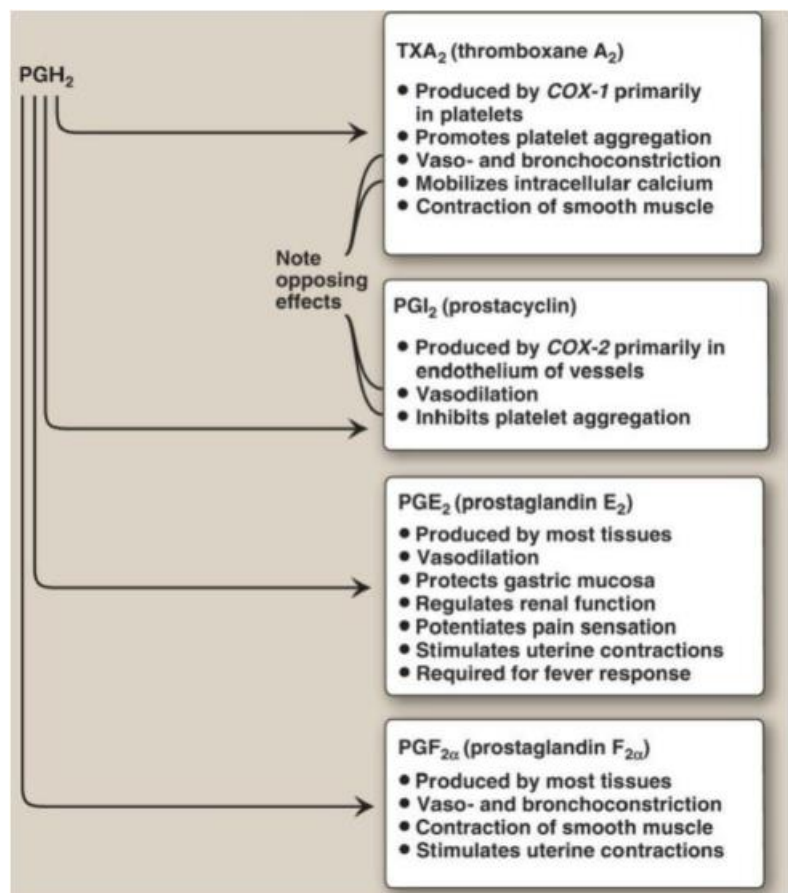 PGH₂
TXA₂ (thromboxane A₂)
● Produced by COX-1 primarily
in platelets
● Promotes platelet aggregation
● Vaso- and bronchoconstriction
● Mobilizes intracellular calcium
● Contraction of smooth muscle
Note
opposing
effects
PGI₂ (prostacyclin)
● Produced by COX-2 primarily in
endothelium of vessels
● Vasodilation
● Inhibits platelet aggregation
PGE₂ (prostaglandin E₂)
● Produced by most tissues
● Vasodilation
● Protects gastric mucosa
● Regulates renal function
● Potentiates pain sensation
● Stimulates uterine contractions
● Required for fever response
PGF₂α (prostaglandin F₂α)
● Produced by most tissues
● Vaso- and bronchoconstriction
● Contraction of smooth muscle
● Stimulates uterine contractions